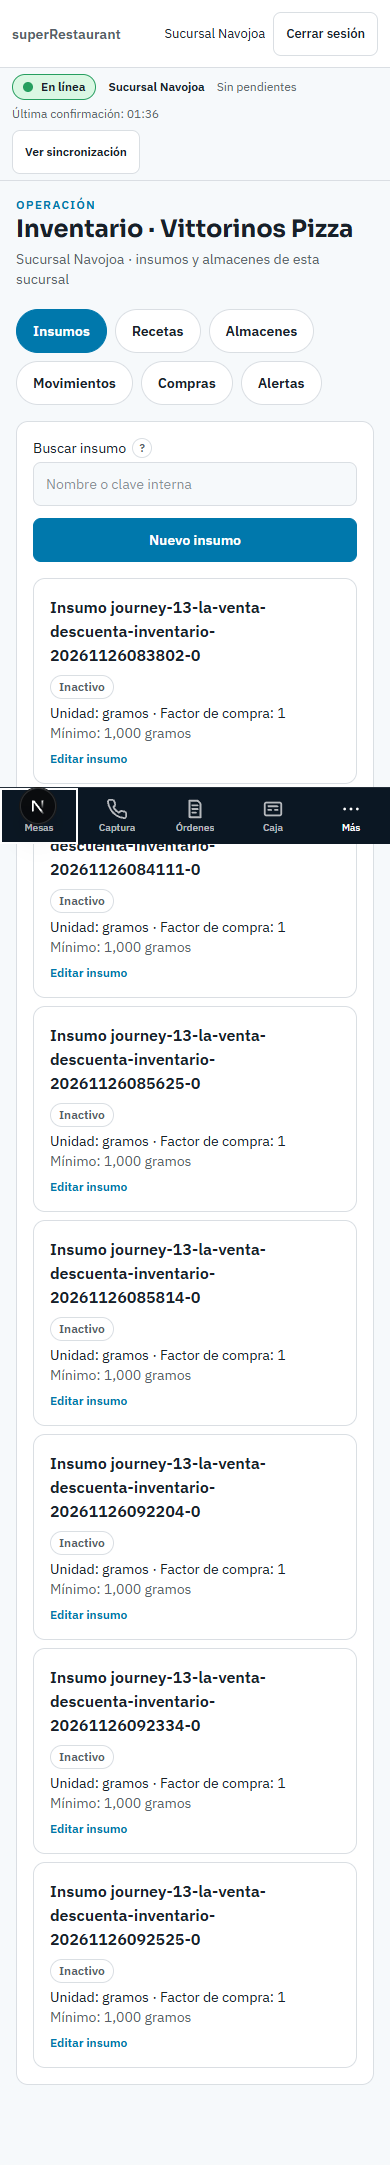 superRestaurant
Sucursal Navojoa
Cerrar sesión
En línea
Sucursal Navojoa
Sin pendientes
Última confirmación: 01:36
Ver sincronización
OPERACIÓN
Inventario · Vittorinos Pizza
Sucursal Navojoa · insumos y almacenes de esta
sucursal
Insumos
Recetas
Almacenes
Movimientos
Compras
Alertas
Buscar insumo
?
Nombre o clave interna
Nuevo insumo
Insumo journey-13-la-venta-
descuenta-inventario-
20261126083802-0
Inactivo
Unidad: gramos · Factor de compra: 1
Mínimo: 1,000 gramos
Editar insumo
N
Mesas
Captura
Órdenes
Caja
Más
descuenta-inventario-
20261126084111-0
Inactivo
Unidad: gramos · Factor de compra: 1
Mínimo: 1,000 gramos
Editar insumo
Insumo journey-13-la-venta-
descuenta-inventario-
20261126085625-0
Inactivo
Unidad: gramos · Factor de compra: 1
Mínimo: 1,000 gramos
Editar insumo
Insumo journey-13-la-venta-
descuenta-inventario-
20261126085814-0
Inactivo
Unidad: gramos · Factor de compra: 1
Mínimo: 1,000 gramos
Editar insumo
Insumo journey-13-la-venta-
descuenta-inventario-
20261126092204-0
Inactivo
Unidad: gramos · Factor de compra: 1
Mínimo: 1,000 gramos
Editar insumo
Insumo journey-13-la-venta-
descuenta-inventario-
20261126092334-0
Inactivo
Unidad: gramos · Factor de compra: 1
Mínimo: 1,000 gramos
Editar insumo
Insumo journey-13-la-venta-
descuenta-inventario-
20261126092525-0
Inactivo
Unidad: gramos · Factor de compra: 1
Mínimo: 1,000 gramos
Editar insumo